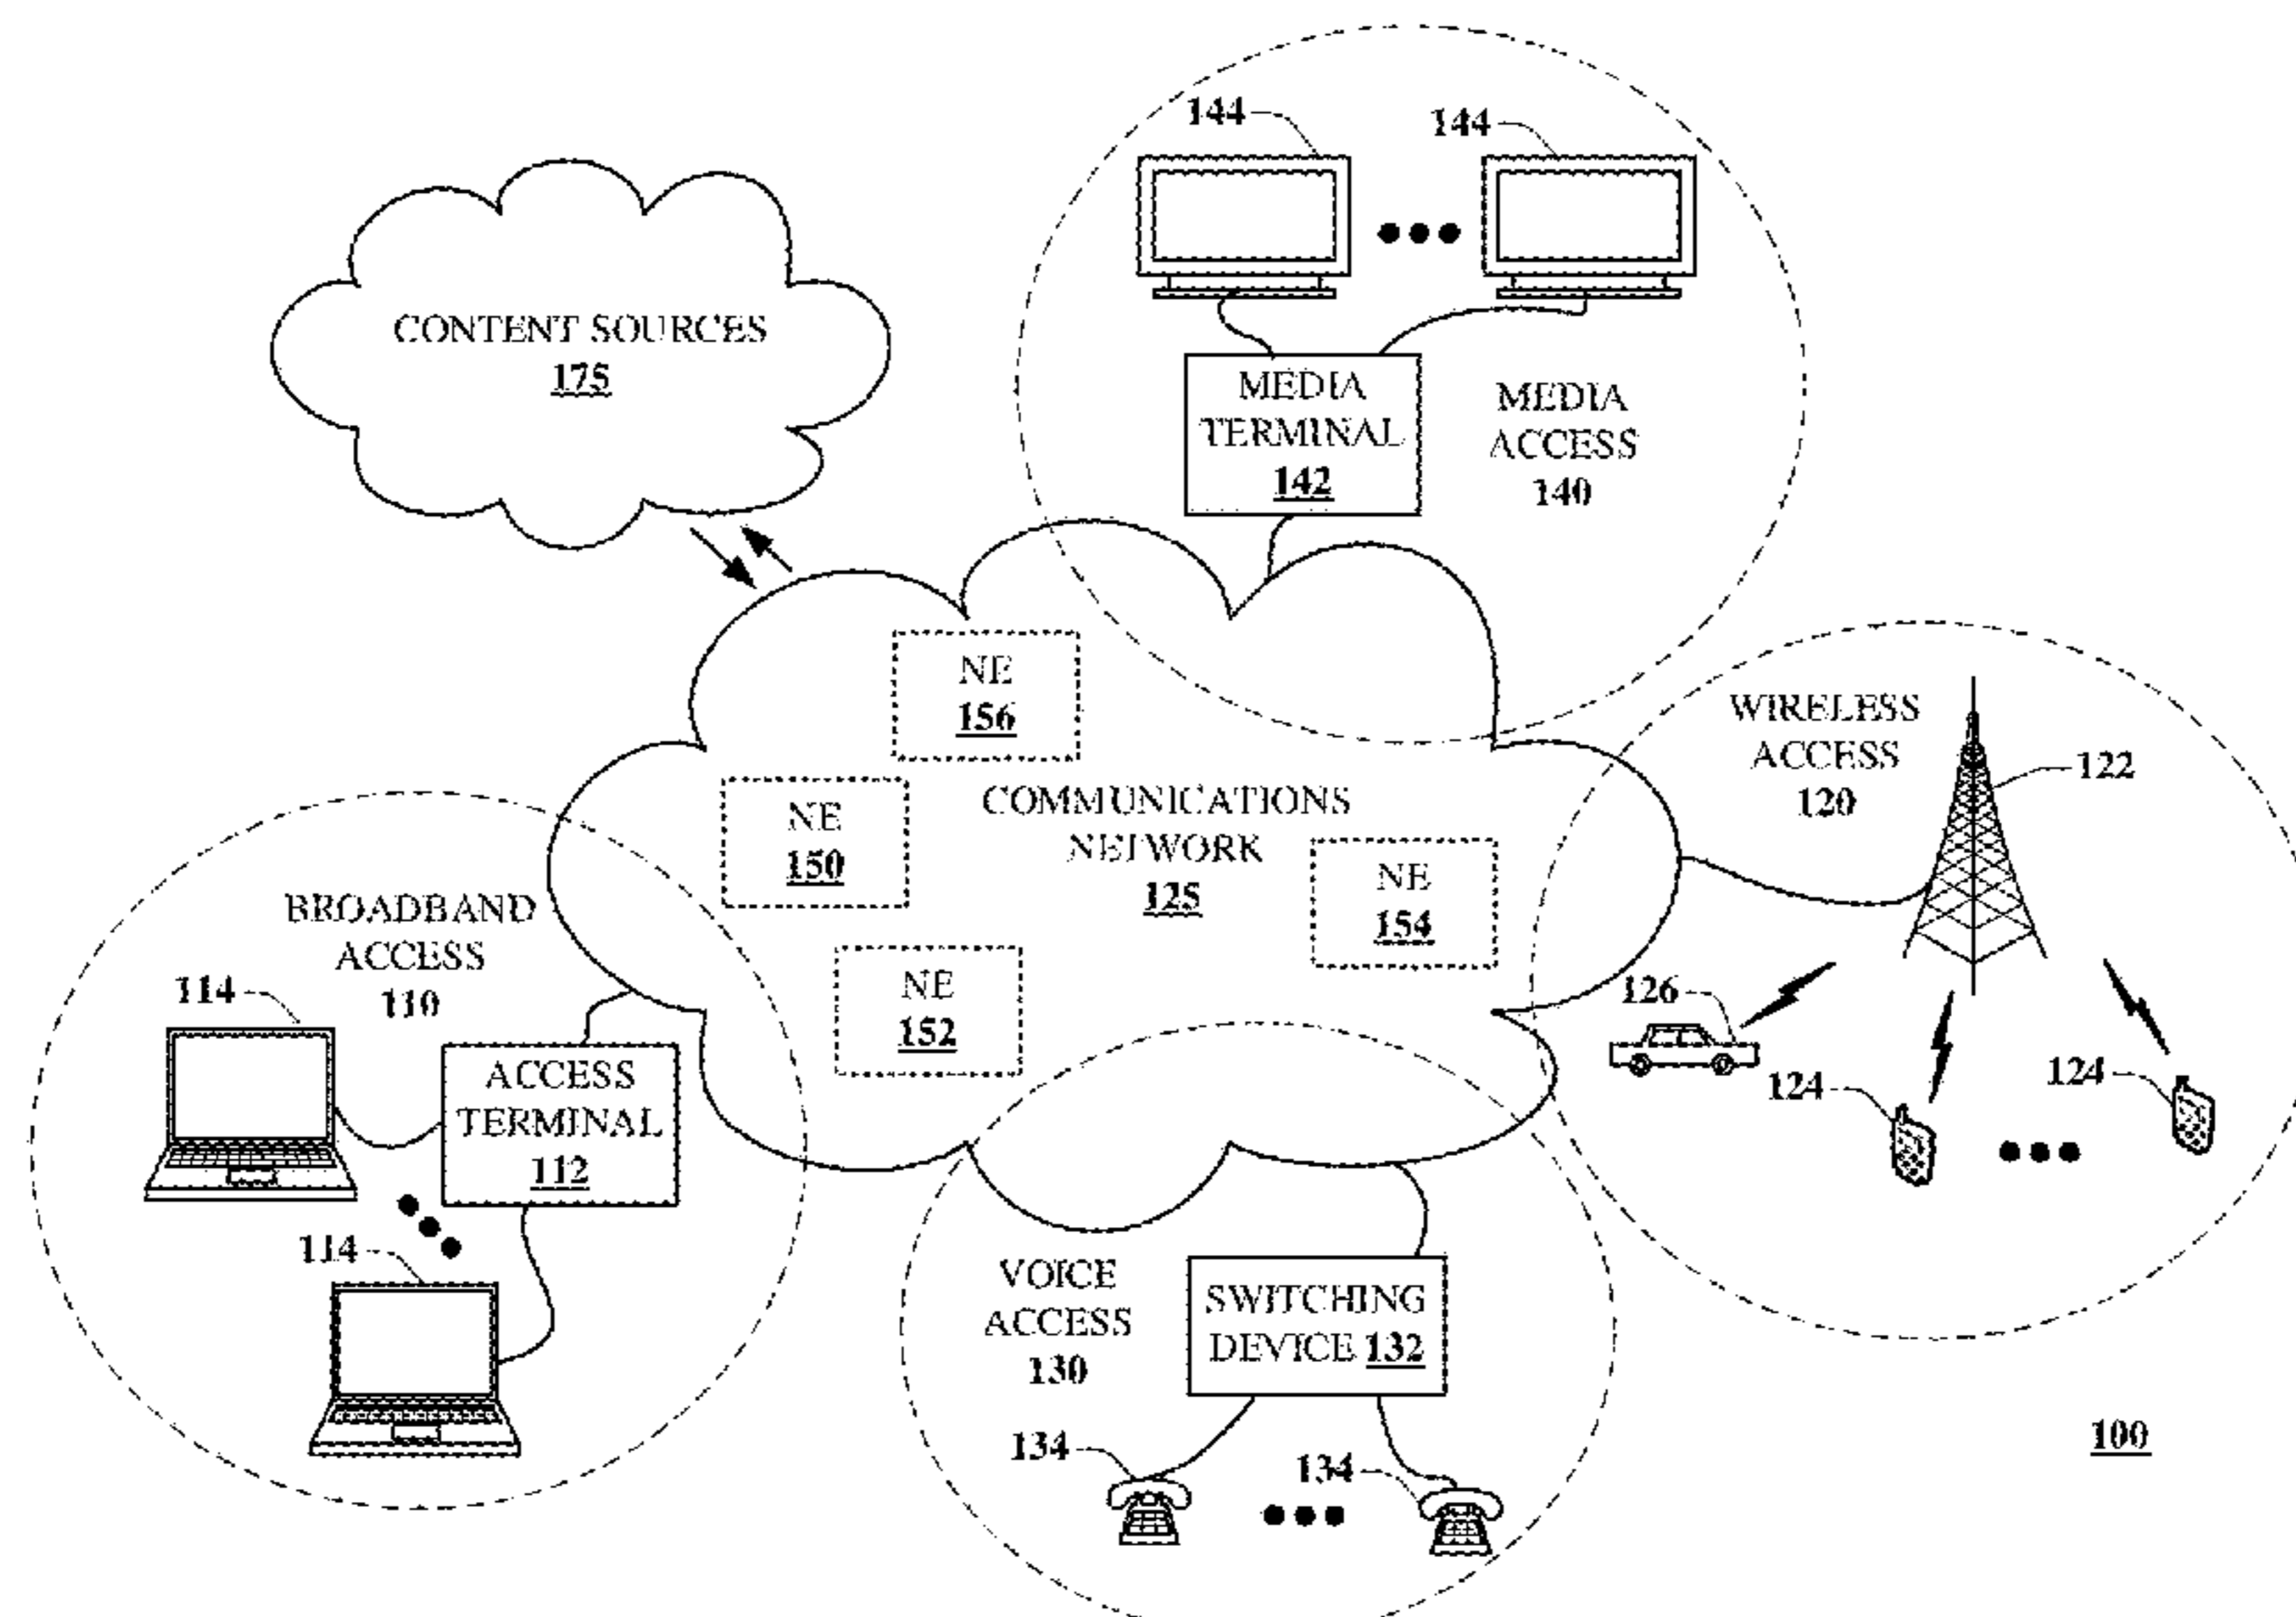 144
144
CONTENT SOURCES
175
MEDIA
TERMINAL
142
MEDIA
ACCESS
140
NE
156
WIRELESS
ACCESS
120
122
NE
150
COMMUNICATIONS
NETWORK
125
NE
154
BROADBAND
ACCESS
110
NE
152
114
126
ACCESS
TERMINAL
112
124
124
114
VOICE
ACCESS
130
SWITCHING
DEVICE 132
134
134
100